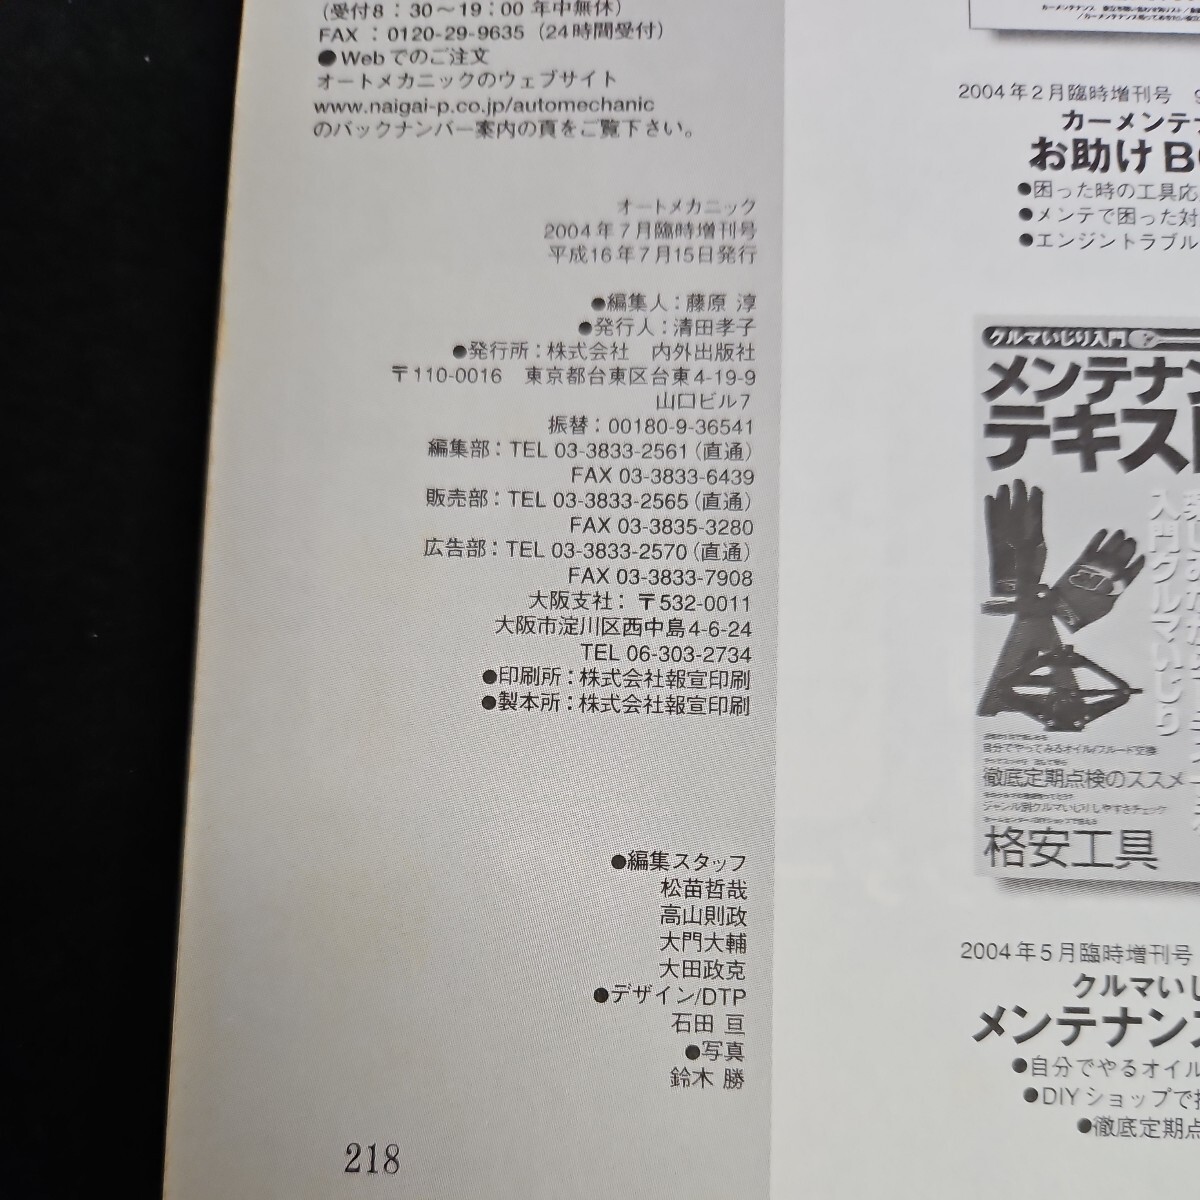 (受付8：30～19：00 年中無休)
FAX：0120-29-9635 (24時間受付)
●Webでのご注文
オートメカニックのウェブサイト
www.naigai-p.co.jp/automechanic
のバックナンバー案内の頁をご覧下さい。
オートメカニック
2004年7月臨時増刊号
平成16年7月15日発行
●編集人：藤原 淳
●発行人：清田孝子
●発行所：株式会社 内外出版社
〒110-0016 東京都台東区台東4-19-9
山口ビル7
振替：00180-9-36541
編集部：TEL 03-3833-2561（直通）
FAX 03-3833-6439
販売部：TEL 03-3833-2565（直通）
FAX 03-3835-3280
広告部：TEL 03-3833-2570（直通）
FAX 03-3833-7908
大阪支社：〒532-0011
大阪市淀川区西中島4-6-24
TEL 06-303-2734
●印刷所：株式会社報宣印刷
●製本所：株式会社報宣印刷
●編集スタッフ
松苗哲哉
高山則政
大門大輔
大田政克
●デザイン/DTP
石田 亘
●写真
鈴木 勝
218
2004年2月臨時増刊号
カーメンテナ
お助けB
●困った時の工具応
●メンテで困った対
●エンジントラブル
クルマいじり入門
メンテナン
テキスト
入門クルマいじり
自分でやってみるオイル/フルード交換
徹底定期点検のススメ
ジャンル別クルマいじりしやすさチェック
格安工具
2004年5月臨時増刊号
クルマいじ
メンテナンス
●自分でやるオイル
●DIYショップで
●徹底定期点